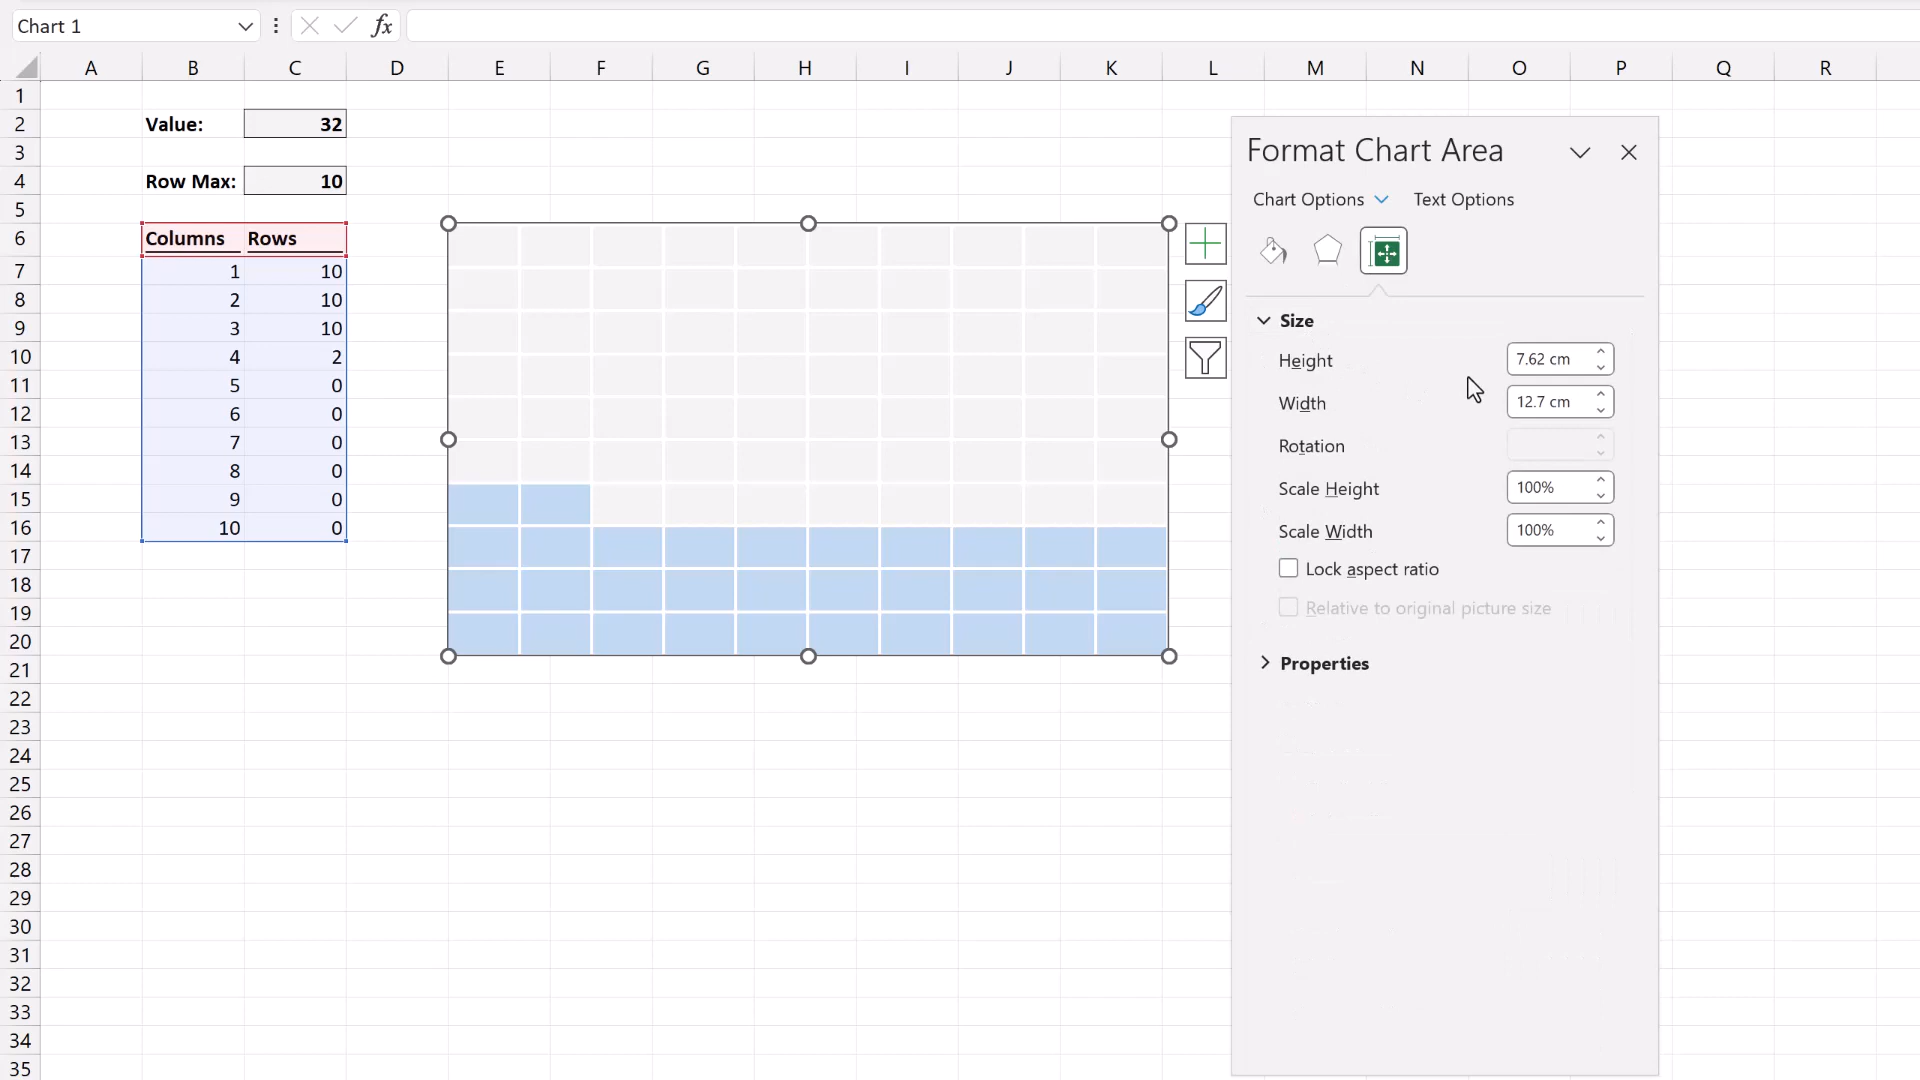 Chart 1
fx
A B C D E F G H I J K L M N O P Q R
1
2 Value: 32
3
4 Row Max: 10
5
6 Columns Rows
7 1 10
8 2 10
9 3 10
10 4 2
11 5 0
12 6 0
13 7 0
14 8 0
15 9 0
16 10 0
17
18
19
20
21
22
23
24
25
26
27
28
29
30
31
32
33
34
35
Format Chart Area
Chart Options Text Options
Size
Height 7.62 cm
Width 12.7 cm
Rotation
Scale Height 100%
Scale Width 100%
Lock aspect ratio
Relative to original picture size
Properties